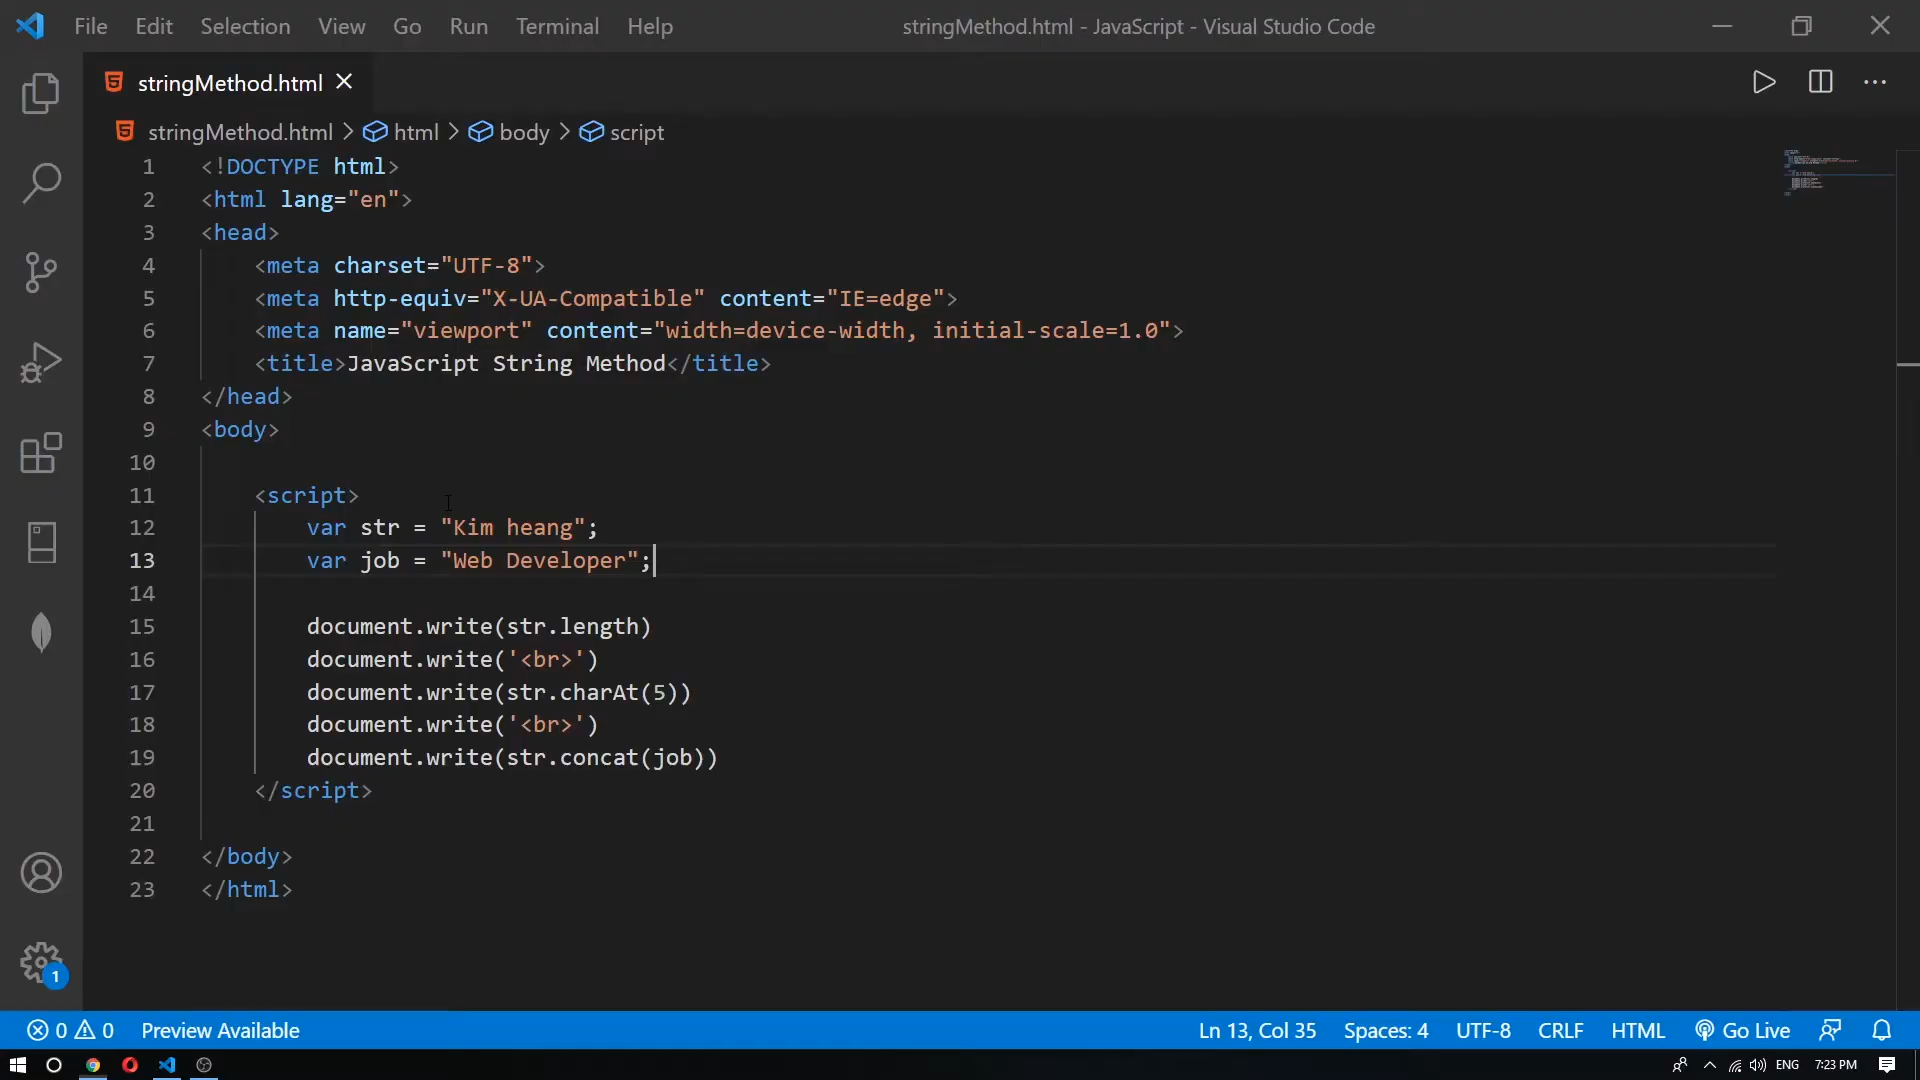 File Edit Selection View Go Run Terminal Help stringMethod.html - JavaScript - Visual Studio Code
stringMethod.html
stringMethod.html > html > body > script
1 <!DOCTYPE html>
2 <html lang="en">
3 <head>
4 <meta charset="UTF-8">
5 <meta http-equiv="X-UA-Compatible" content="IE=edge">
6 <meta name="viewport" content="width=device-width, initial-scale=1.0">
7 <title>JavaScript String Method</title>
8 </head>
9 <body>
10
11 <script>
12 var str = "Kim heang";
13 var job = "Web Developer";
14
15 document.write(str.length)
16 document.write('<br>')
17 document.write(str.charAt(5))
18 document.write('<br>')
19 document.write(str.concat(job))
20 </script>
21
22 </body>
23 </html>
1
0 0 Preview Available Ln 13, Col 35 Spaces: 4 UTF-8 CRLF HTML Go Live
ENG 7:23 PM